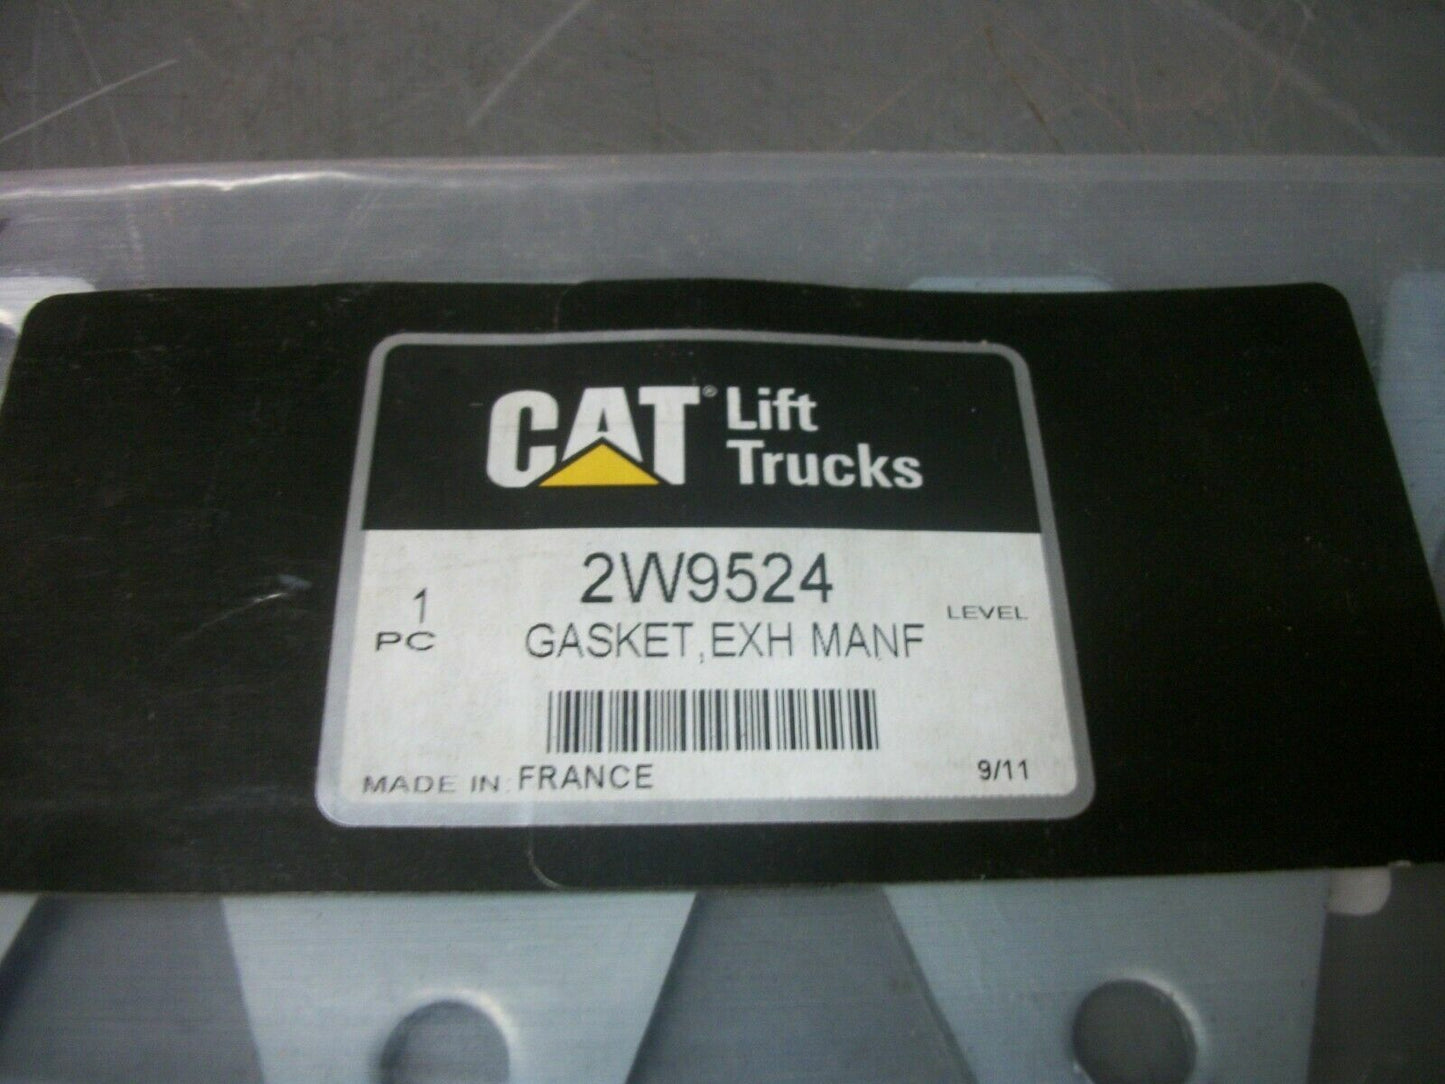 CAT® Lift
Trucks
2W9524
1
PC
LEVEL
GASKET,EXH MANF
MADE IN: FRANCE
9/11